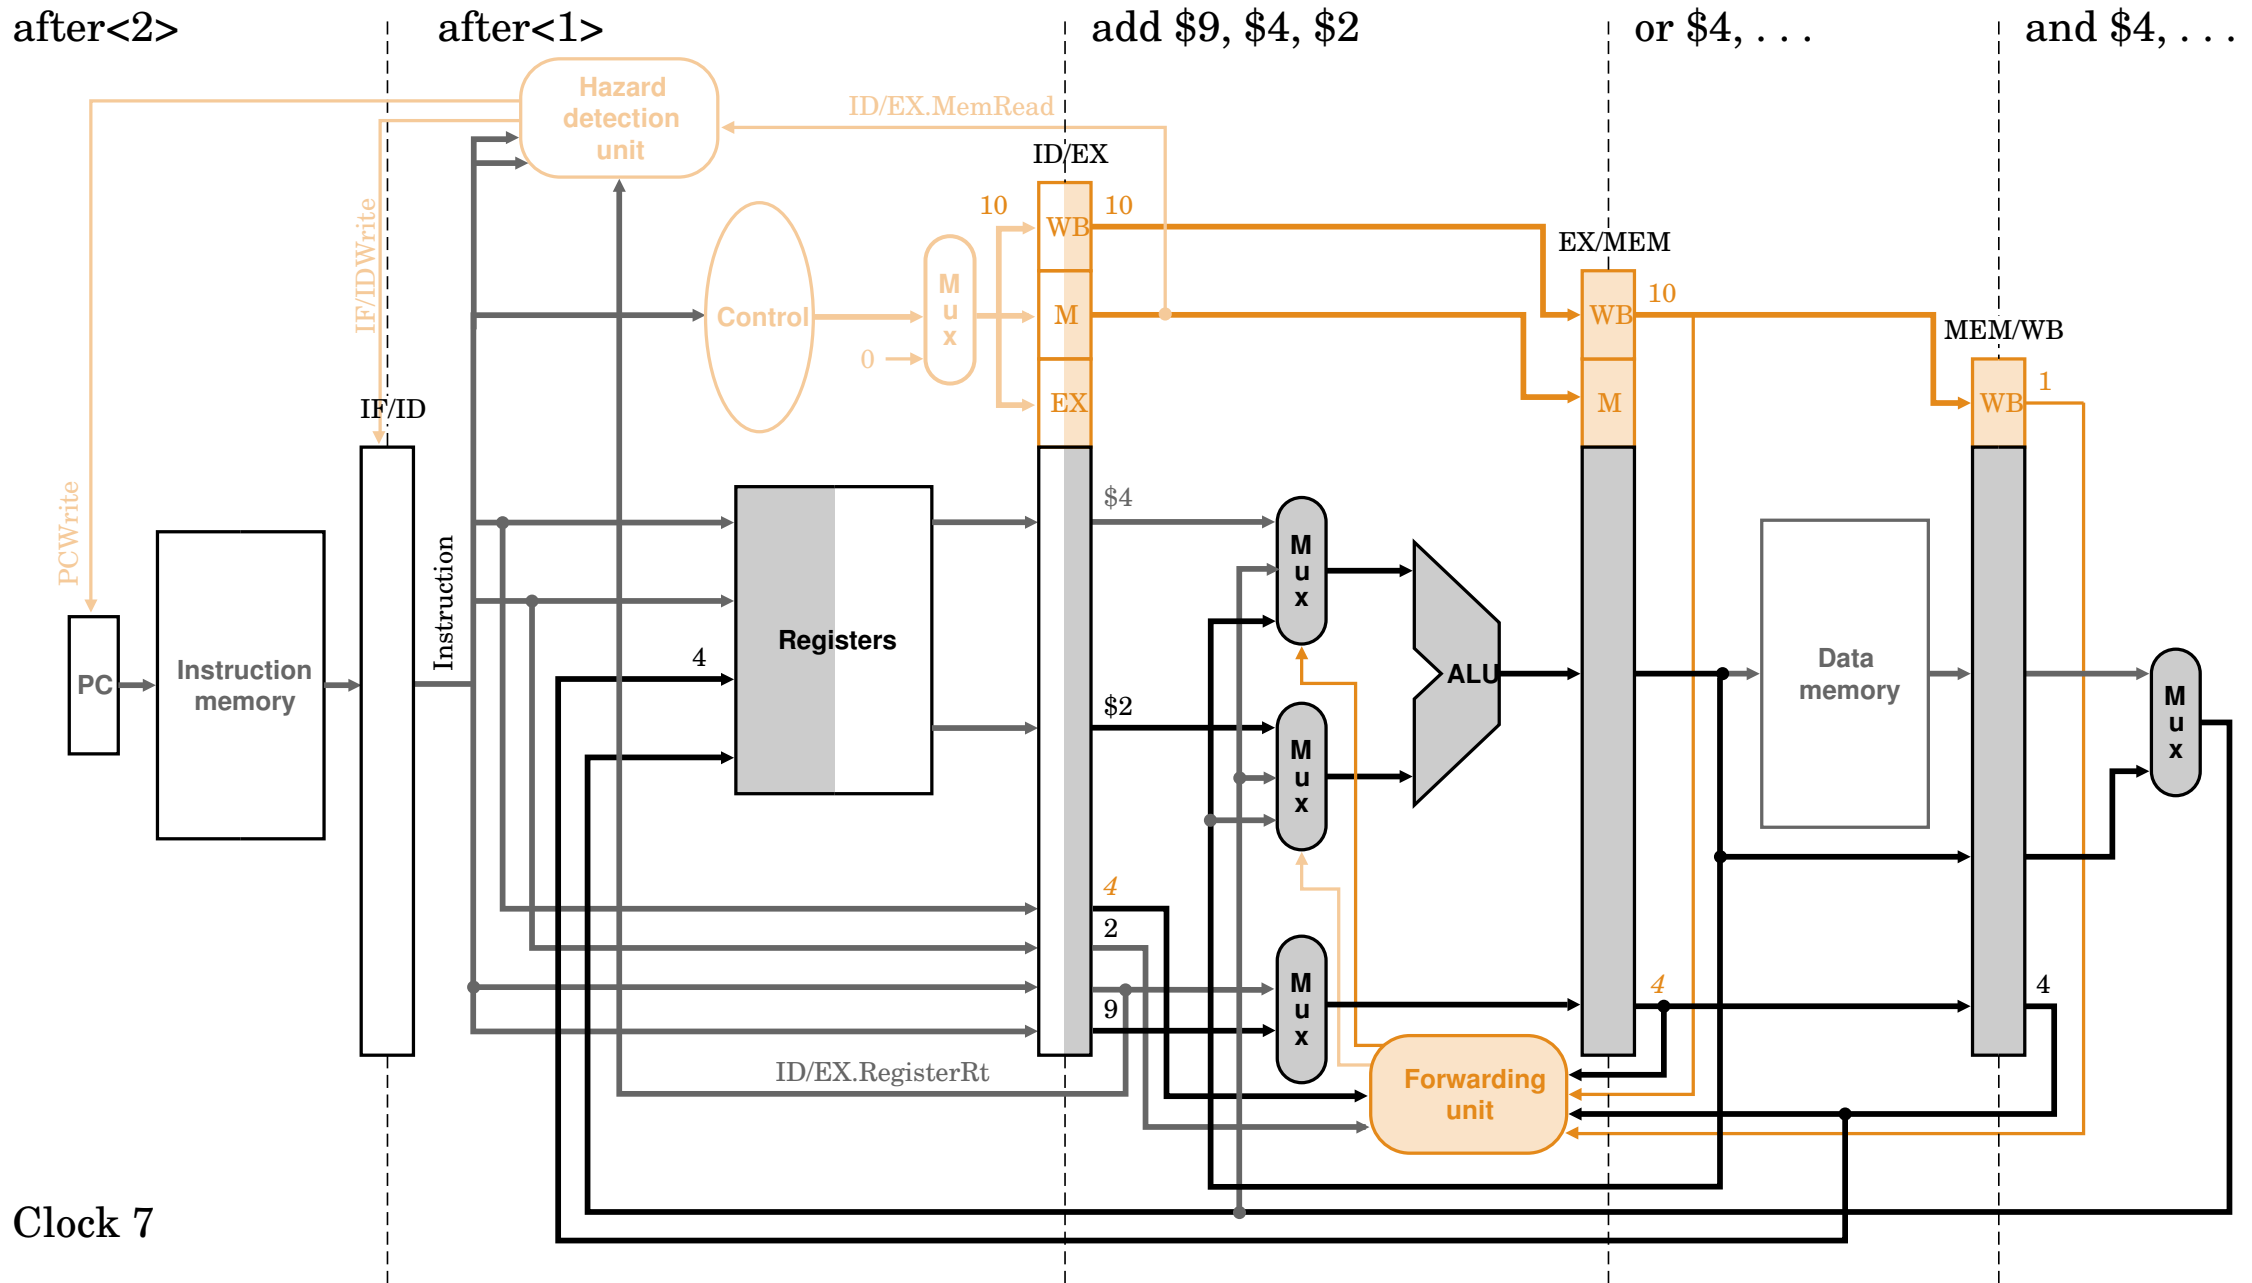 after<2>
after<1>
add $9, $4, $2
or $4, . . .
and $4, . . .
Hazard
detection
unit
ID/EX.MemRead
ID/EX
10
10
WB
IF/IDWrite
EX/MEM
Control
M
u
x
0
M
WB
10
MEM/WB
EX
M
WB
1
IF/ID
PCWrite
Instruction
$4
M
u
x
PC
Instruction
memory
4
Registers
ALU
Data
memory
M
u
x
$2
M
u
x
4
2
9
M
u
x
4
4
ID/EX.RegisterRt
Forwarding
unit
Clock 7